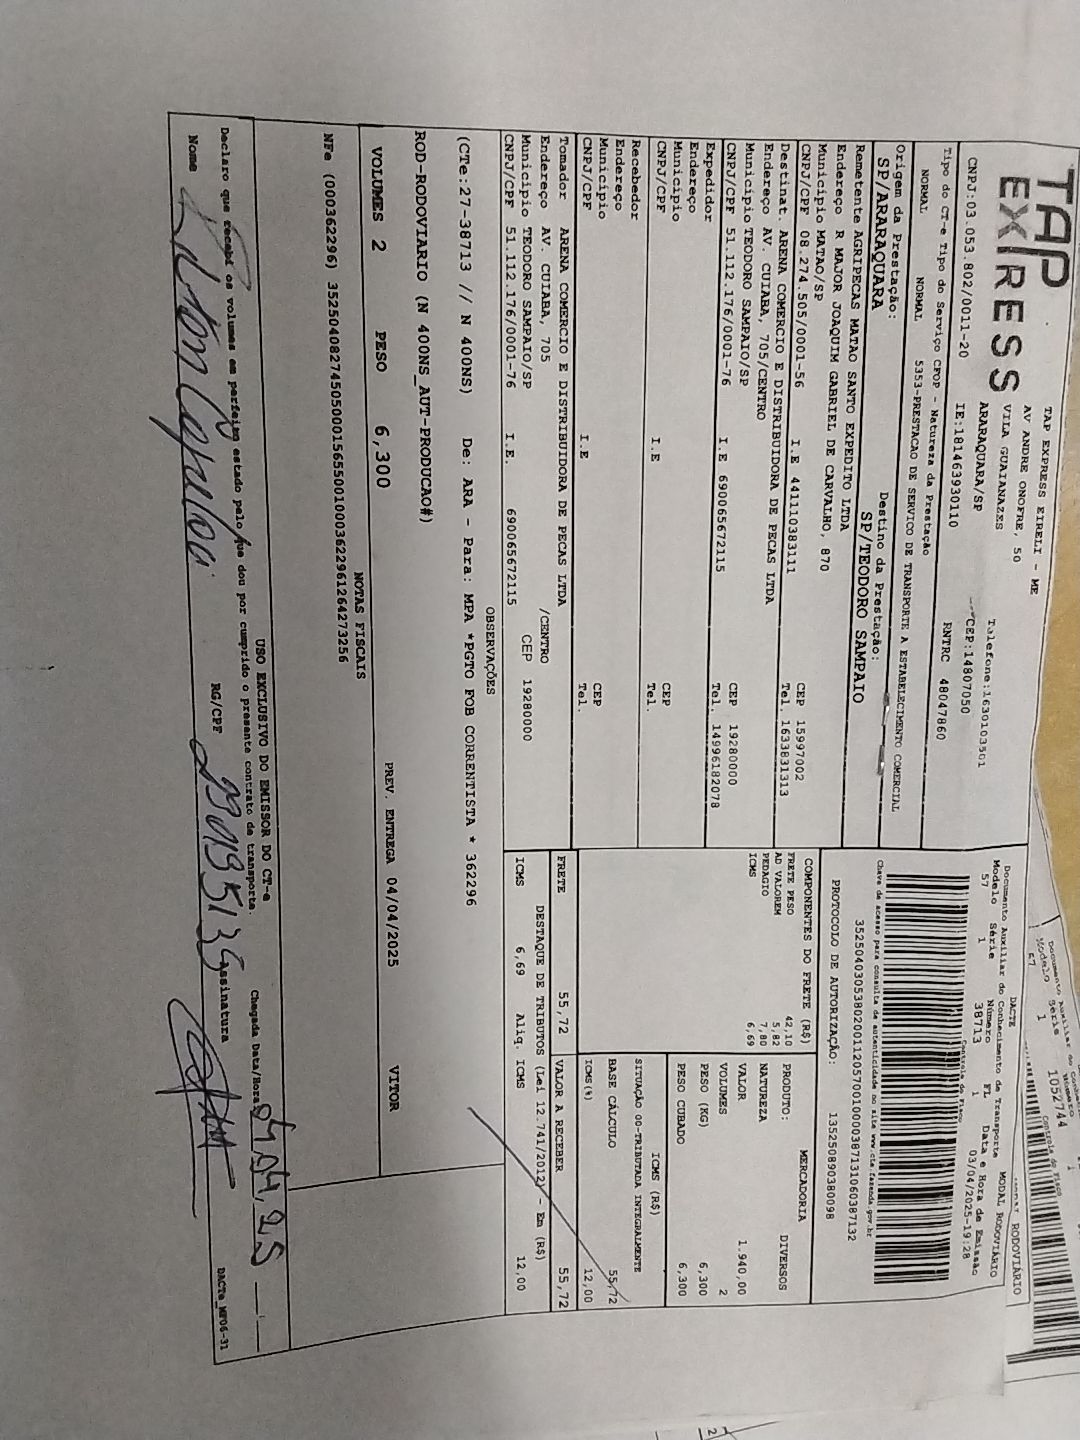 TAP
EXPRESS
TAP EXPRESS EIRELI - ME
AV ANDRE ONOFRE, 50
VILA GUAIANAZES
ARARAQUARA/SP
Telefone:1630103501
CEP:14807050
CNPJ:03.053.802/0011-20
IE:181463930110
RNTRC 48047860
Tipo do CT-e Tipo do Serviço CFOP - Natureza da Prestação
NORMAL NORMAL 5353-PRESTACAO DE SERVICO DE TRANSPORTE A ESTABELECIMENTO COMERCIAL
Origem da Prestação: Destino da Prestação:
SP/ARARAQUARA SP/TEODORO SAMPAIO
Remetente AGRIPECAS MATAO SANTO EXPEDITO LTDA
Endereço R MAJOR JOAQUIM GABRIEL DE CARVALHO, 870
Município MATAO/SP CEP 15997002
CNPJ/CPF 08.274.505/0001-56 I.E 441110383111 Tel. 1633831313
Destinat. ARENA COMERCIO E DISTRIBUIDORA DE PECAS LTDA
Endereço AV. CUIABA, 705/CENTRO
Município TEODORO SAMPAIO/SP CEP 19280000
CNPJ/CPF 51.112.176/0001-76 I.E 690065672115 Tel. 14996182078
Expedidor
Endereço
Município CEP
CNPJ/CPF I.E Tel.
Recebedor
Endereço
Município CEP
CNPJ/CPF I.E Tel.
Tomador ARENA COMERCIO E DISTRIBUIDORA DE PECAS LTDA
Endereço AV. CUIABA, 705 /CENTRO
Município TEODORO SAMPAIO/SP CEP 19280000
CNPJ/CPF 51.112.176/0001-76 I.E. 690065672115
DACTE MODAL RODOVIÁRIO
Documento Auxiliar do Conhecimento de Transporte
Modelo Série Número FL Data e Hora de Emissão
57 1 38713 1 03/04/2025-19:28
Controle do Fisco
Chave de acesso para consulta de autenticidade no site www.cte.fazenda.gov.br
35250403053802001120570010000387131060387132
PROTOCOLO DE AUTORIZAÇÃO: 135250890380098
COMPONENTES DO FRETE (R$)
FRETE PESO 42,10
AD VALOREM 5,82
PEDAGIO 7,80
ICMS 6,69
MERCADORIA
PRODUTO: DIVERSOS
NATUREZA
VALOR 1.940,00
VOLUMES 2
PESO (KG) 6,300
PESO CUBADO 6,300
ICMS (R$)
SITUAÇÃO 00-TRIBUTADA INTEGRALMENTE
BASE CÁLCULO 55,72
ICMS(%) 12,00
FRETE 55,72 VALOR A RECEBER 55,72
DESTAQUE DE TRIBUTOS (Lei 12.741/2012) - Em (R$)
ICMS 6,69 Aliq. ICMS 12,00
OBSERVAÇÕES
(CTe:27-38713 // N 400NS) De: ARA - Para: MPA *PGTO FOB CORRENTISTA * 362296
ROD-RODOVIARIO (N 400NS_AUT-PRODUCAO#)
VOLUMES 2 PESO 6,300 PREV. ENTREGA 04/04/2025 VITOR
NOTAS FISCAIS
NFe (000362296) 35250408274505000156550010003622961264273256
USO EXCLUSIVO DO EMISSOR DO CT-e
Declaro que recebi os volumes em perfeito estado pelo que dou por cumprido o presente contrato de transporte. Chegada Data/Hora 04,04,25
Nome RG/CPF Assinatura
DACTe_MF06-31
RODOVIÁRIO
Série
1
Número
1052744
Controle do Fisco
57